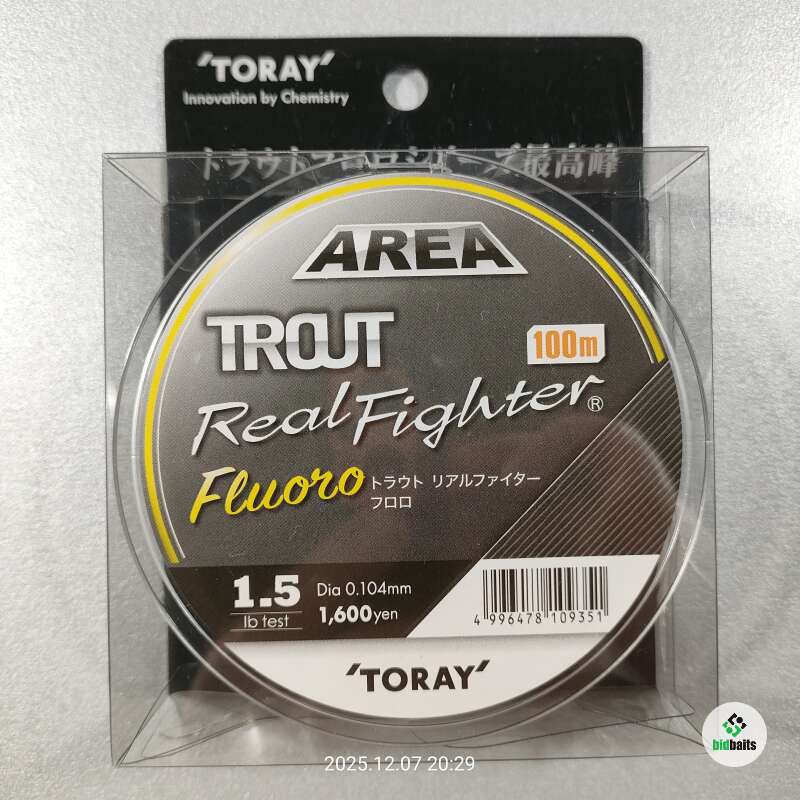 'TORAY'
Innovation by Chemistry
トラウトフロロシリーズ最高峰
AREA
TROUT
100m
Real Fighter®
Fluoro
トラウト リアルファイター
フロロ
1.5
lb test
Dia 0.104mm
1,600yen
4 996478 109351
'TORAY'
bidbaits
2025.12.07 20:29